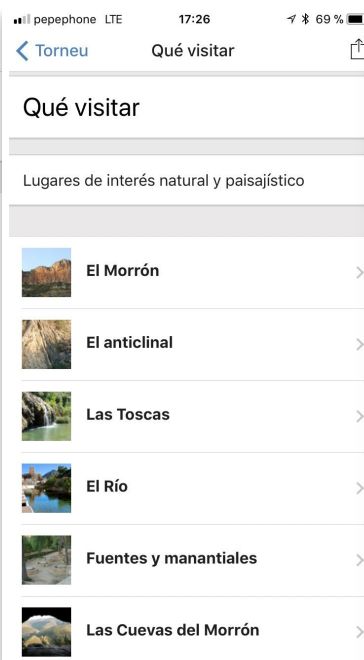 pepephone LTE 17:26 69 %
Torneu Qué visitar
Qué visitar
Lugares de interés natural y paisajístico
El Morrón
El anticlinal
Las Toscas
El Río
Fuentes y manantiales
Las Cuevas del Morrón